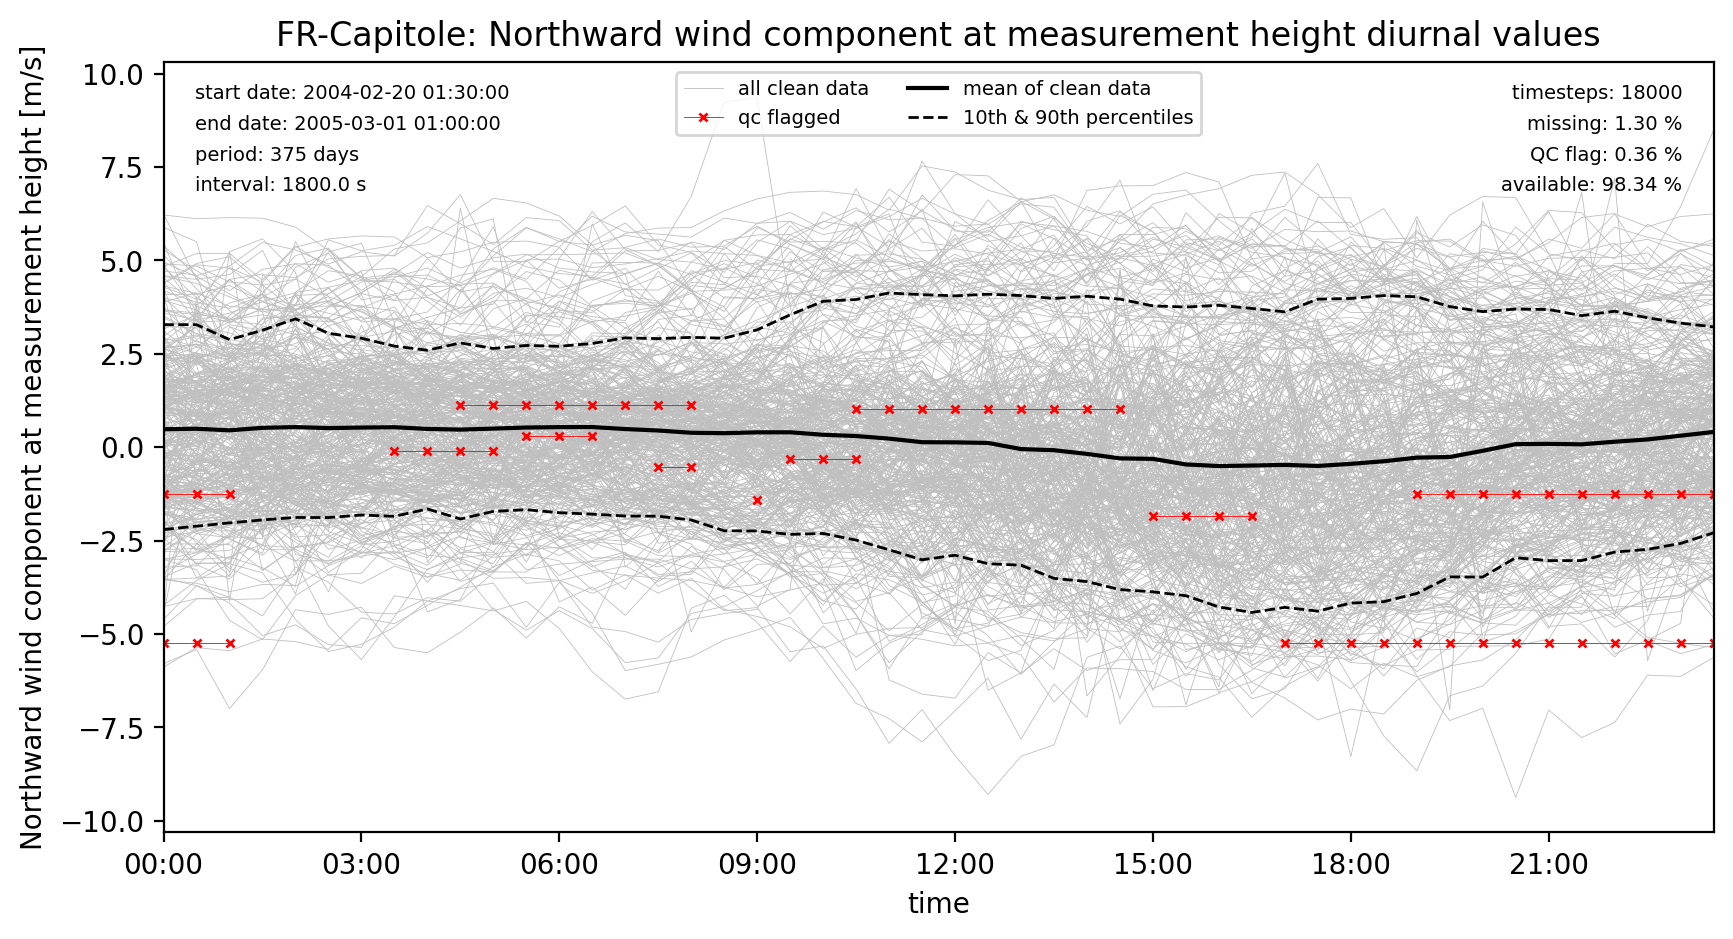 FR-Capitole: Northward wind component at measurement height diurnal values
Northward wind component at measurement height [m/s]
10.0
7.5
5.0
2.5
0.0
−2.5
−5.0
−7.5
−10.0
start date: 2004-02-20 01:30:00
end date: 2005-03-01 01:00:00
period: 375 days
interval: 1800.0 s
all clean data
qc flagged
mean of clean data
10th & 90th percentiles
timesteps: 18000
missing: 1.30 %
QC flag: 0.36 %
available: 98.34 %
00:00 03:00 06:00 09:00 12:00 15:00 18:00 21:00
time